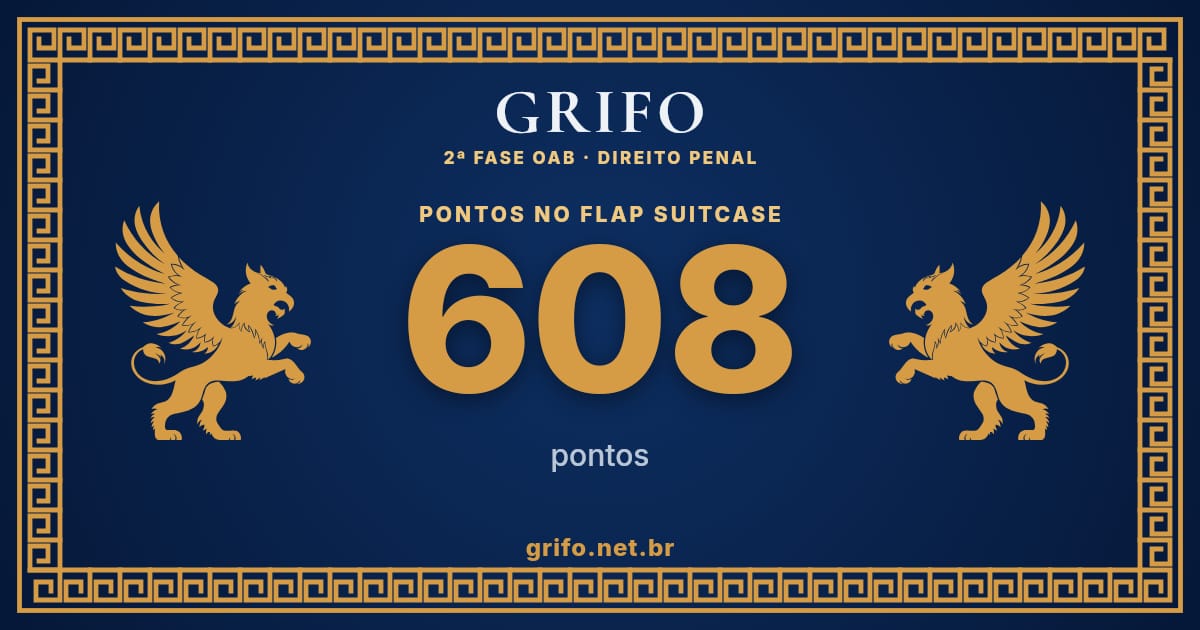 GRIFO
2ª FASE OAB · DIREITO PENAL
PONTOS NO FLAP SUITCASE
608
pontos
grifo.net.br